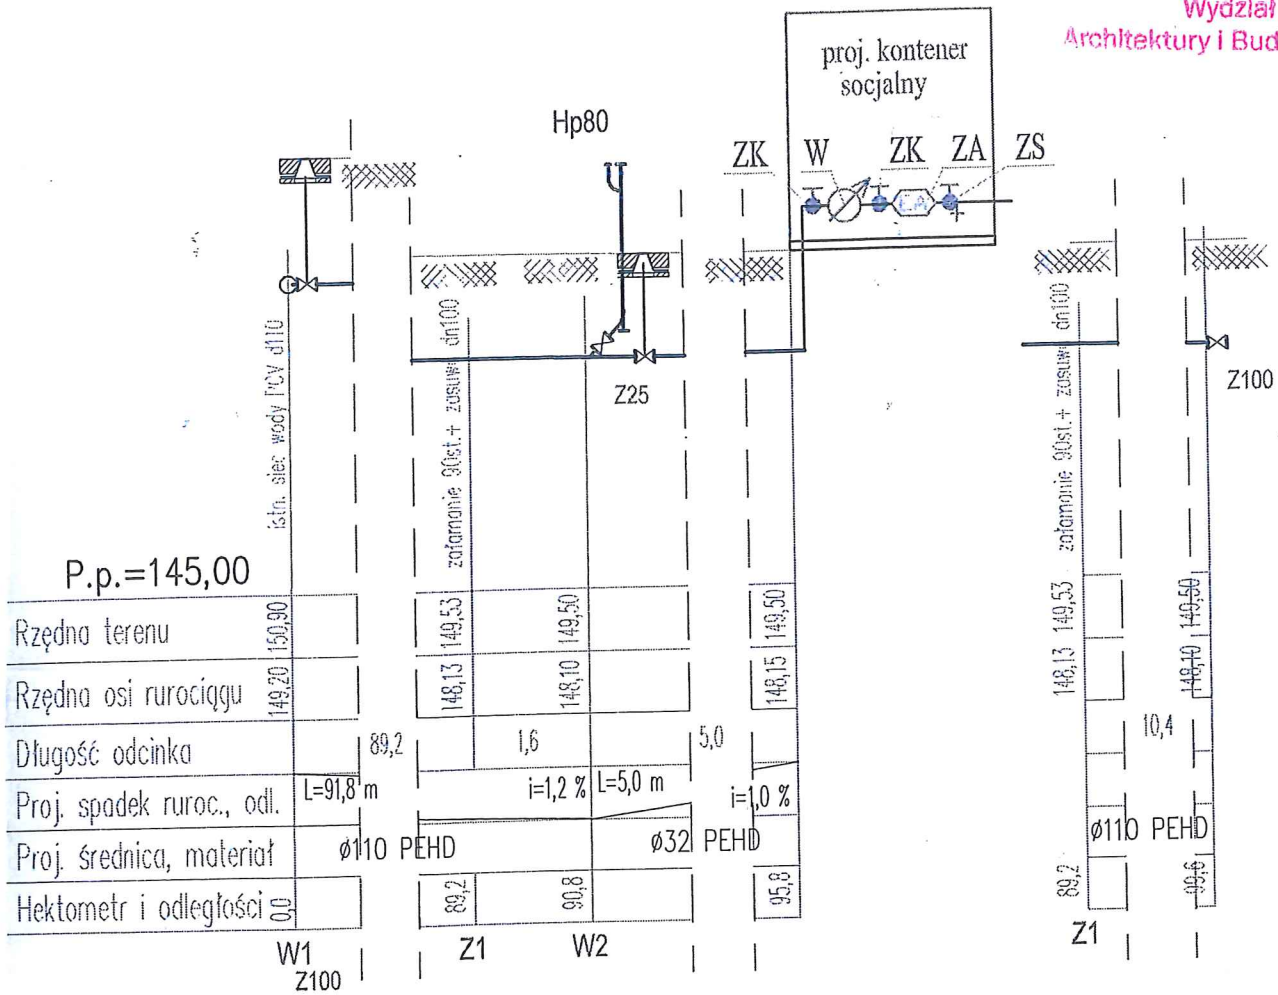 Wydział
Architektury i Bud
proj. kontener
socjalny
Hp80
ZK W ZK ZA ZS
istn. siec wody PCV d110
załamanie 90st.+ zasuwa dn100
Z25
załamanie 90st.+ zasuwa dn100
Z100
P.p.=145,00
Rzędna terenu 150,90 149,53 149,50 149,50 149,53 149,50
Rzędna osi rurociągu 149,20 148,13 148,10 148,15 148,13 148,10
Długość odcinka 89,2 1,6 5,0 10,4
Proj. spadek ruroc., odl. L=91,8 m i=1,2 % L=5,0 m i=1,0 %
Proj. średnica, materiał ø110 PEHD ø32 PEHD ø110 PEHD
Hektometr i odległości 0,0 89,2 90,8 95,8 89,2 99,6
W1 Z1 W2 Z1
Z100